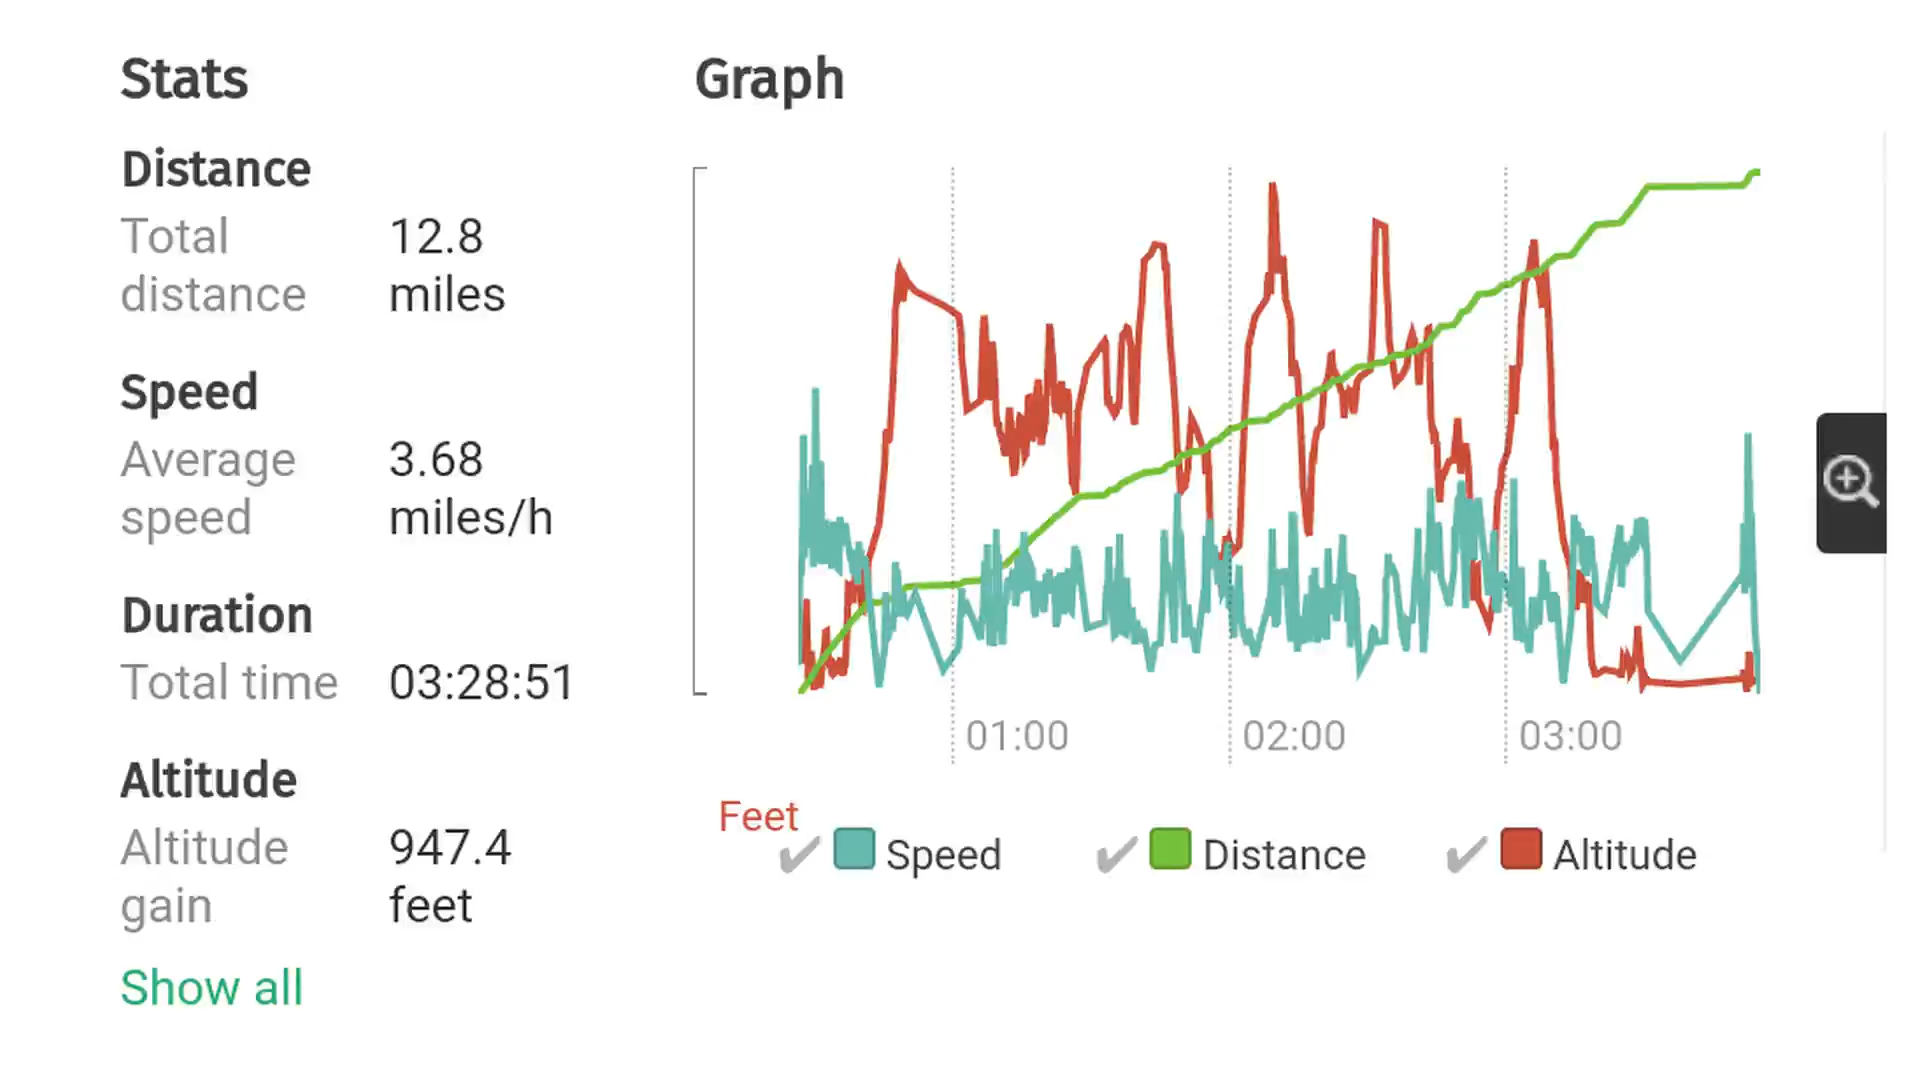 Stats
Distance
Total distance
12.8 miles
Speed
Average speed
3.68 miles/h
Duration
Total time
03:28:51
Altitude
Altitude gain
947.4 feet
Show all
Graph
01:00
02:00
03:00
Feet
Speed
Distance
Altitude